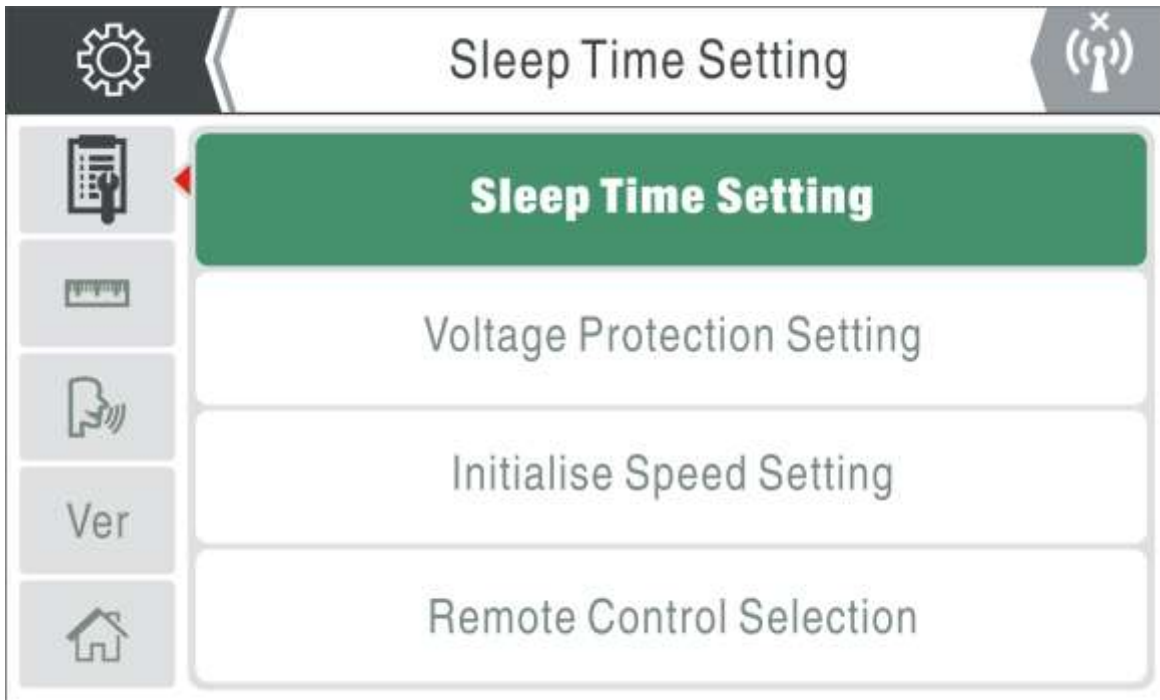 Sleep Time Setting
Sleep Time Setting
Voltage Protection Setting
Initialise Speed Setting
Ver
Remote Control Selection